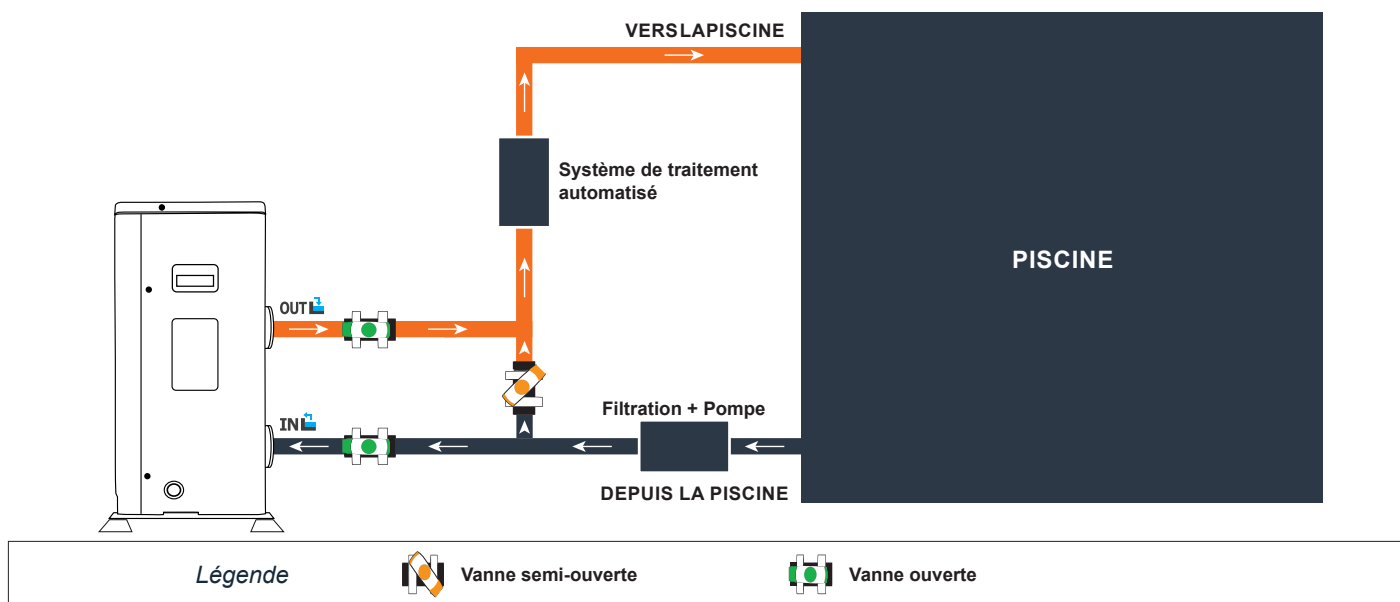 VERSLAPISCINE
Système de traitement
automatisé
PISCINE
OUT
IN
Filtration + Pompe
DEPUIS LA PISCINE
Légende
Vanne semi-ouverte
Vanne ouverte